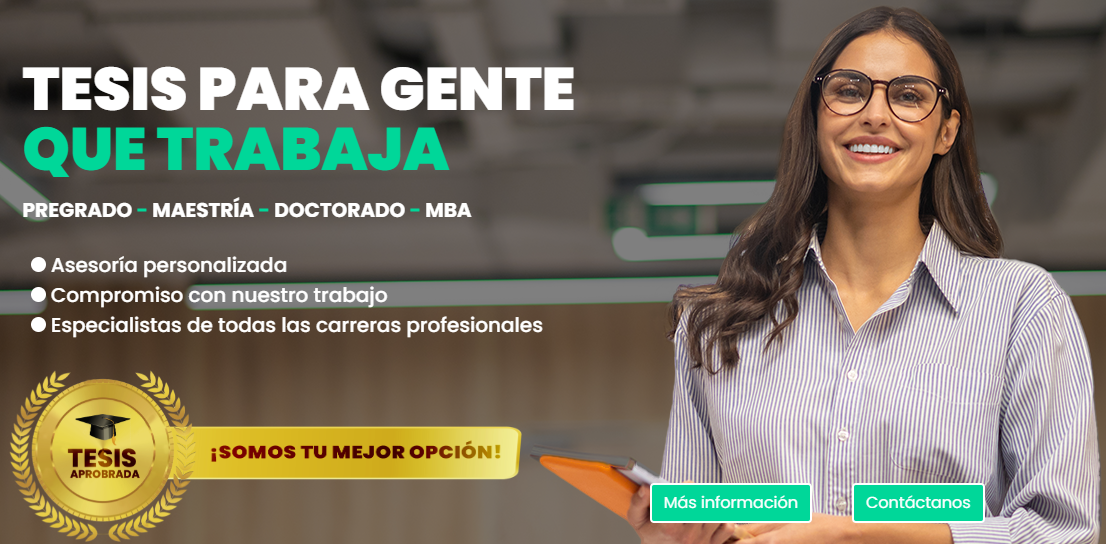 TESIS PARA GENTE
QUE TRABAJA
PREGRADO - MAESTRÍA - DOCTORADO - MBA
Asesoría personalizada
Compromiso con nuestro trabajo
Especialistas de todas las carreras profesionales
TESIS
APROBRADA
¡SOMOS TU MEJOR OPCIÓN!
Más información
Contáctanos